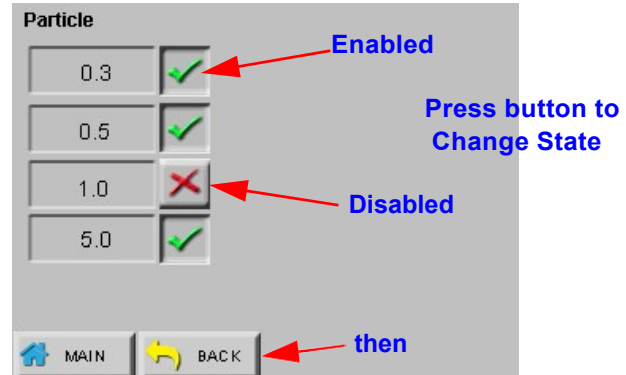 Particle
Enabled
0.3
Press button to
Change State
0.5
1.0
Disabled
5.0
then
MAIN
BACK